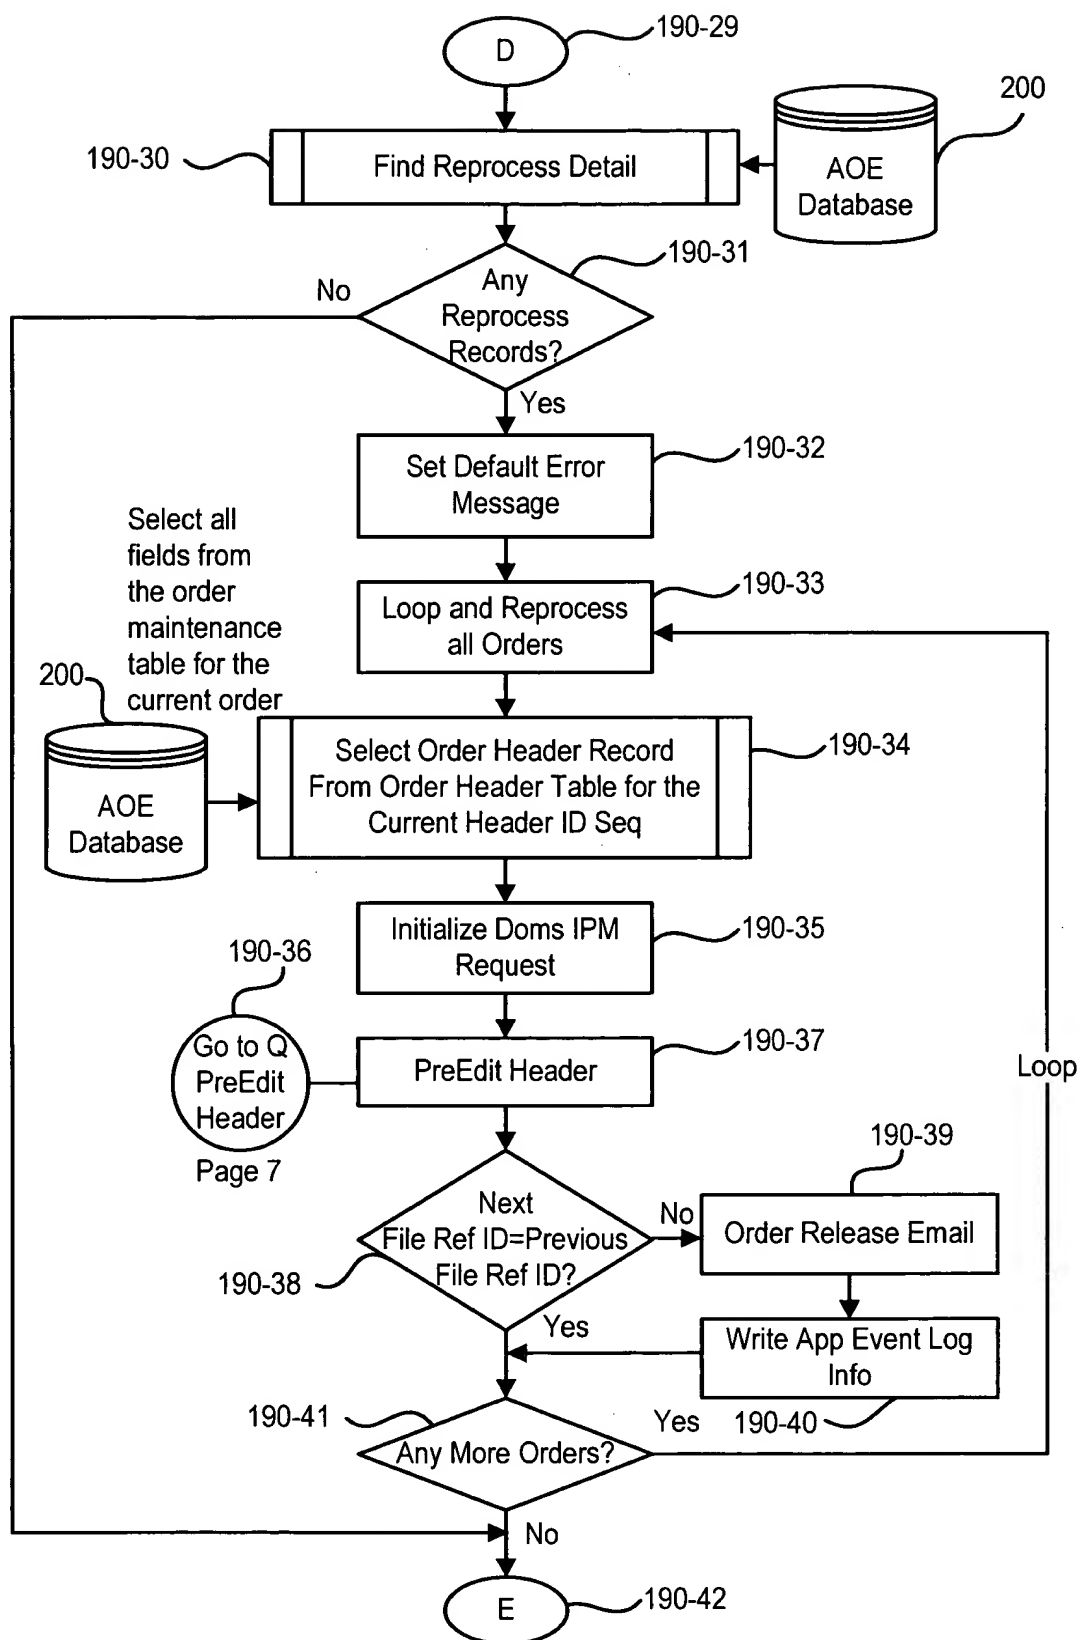 D
190-29
200
190-30
Find Reprocess Detail
AOE
Database
190-31
No
Any
Reprocess
Records?
Yes
Set Default Error
Message
190-32
Select all
fields from
the order
maintenance
table for the
current order
Loop and Reprocess
all Orders
190-33
200
AOE
Database
Select Order Header Record
From Order Header Table for the
Current Header ID Seq
190-34
Initialize Doms IPM
Request
190-35
190-36
Go to Q
PreEdit
Header
Page 7
PreEdit Header
190-37
Loop
Next
File Ref ID=Previous
File Ref ID?
190-38
No
190-39
Order Release Email
Yes
Write App Event Log
Info
190-40
190-41
Any More Orders?
Yes
No
E
190-42